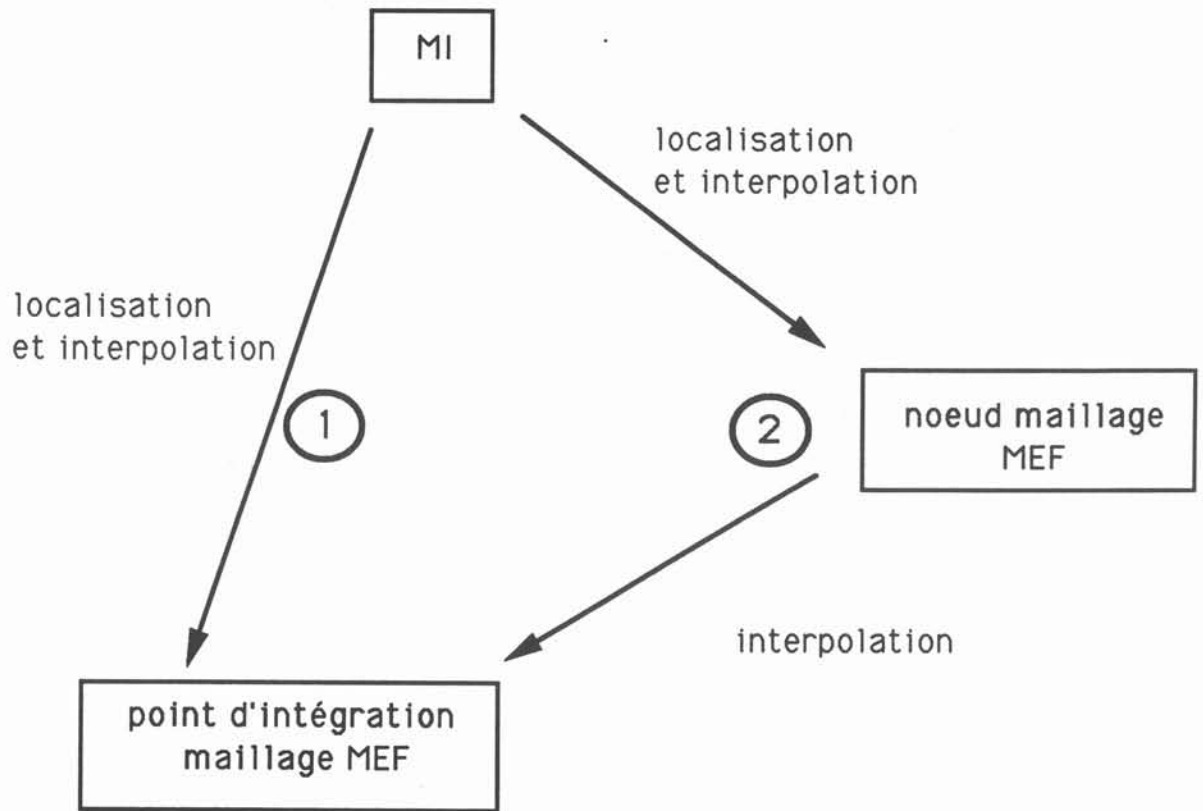 MI
localisation
et interpolation
localisation
et interpolation
1
2
noeud maillage
MEF
interpolation
point d'intégration
maillage MEF